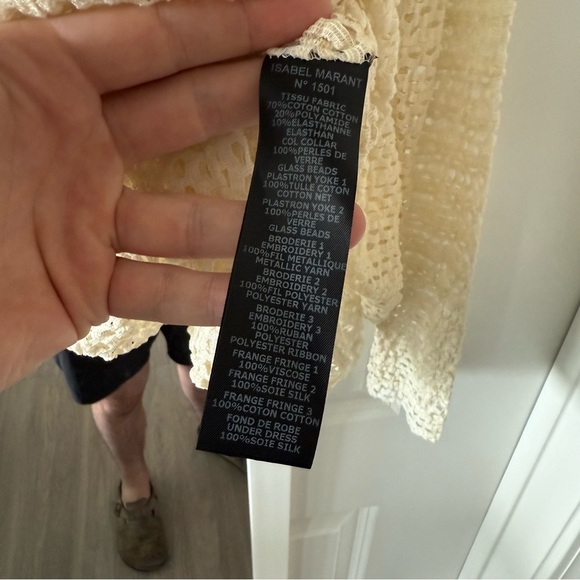 ISABEL MARANT
N° 1501
TISSU FABRIC
70%COTON COTTON
20%POLYAMIDE
10%ELASTHANNE
ELASTHAN
COL COLLAR
100%PERLES DE
VERRE
GLASS BEADS
PLASTRON YOKE 1
100%TULLE COTON
COTTON NET
PLASTRON YOKE 2
100%PERLES DE
VERRE
GLASS BEADS
BRODERIE 1
EMBROIDERY 1
100%FIL METALLIQUE
METALLIC YARN
BRODERIE 2
EMBROIDERY 2
100%FIL POLYESTER
POLYESTER YARN
BRODERIE 3
EMBROIDERY 3
100%RUBAN
POLYESTER
POLYESTER RIBBON
FRANGE FRINGE 1
100%VISCOSE
FRANGE FRINGE 2
100%SOIE SILK
FRANGE FRINGE 3
100%COTON COTTON
FOND DE ROBE
UNDER DRESS
100%SOIE SILK